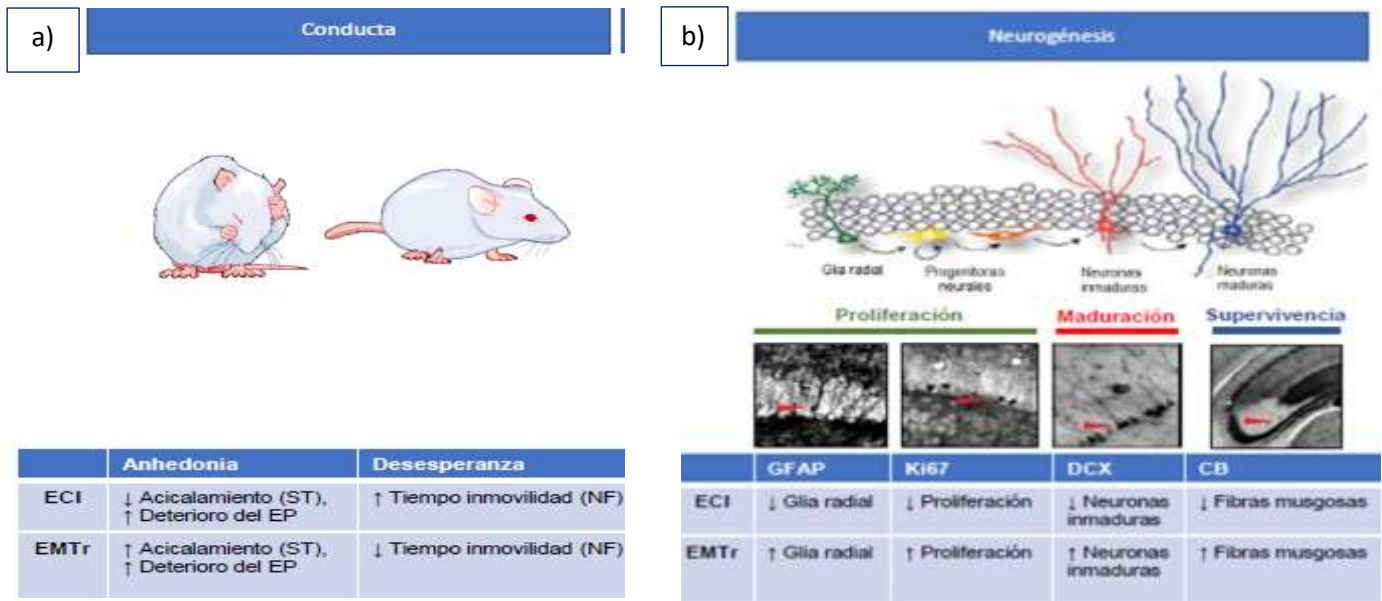 a)
Conducta
Anhedonia
Desesperanza
ECI
↓ Acicalamiento (ST),
↑ Deterioro del EP
↑ Tiempo inmovilidad (NF)
EMTr
↑ Acicalamiento (ST),
↑ Deterioro del EP
↓ Tiempo inmovilidad (NF)
b)
Neurogénesis
Glia radial
Progenitoras
neurales
Neuronas
inmaduras
Neuronas
maduras
Proliferación
Maduración
Supervivencia
GFAP
Ki67
DCX
CB
ECI
↓ Glia radial
↓ Proliferación
↓ Neuronas
inmaduras
↓ Fibras musgosas
EMTr
↑ Glia radial
↑ Proliferación
↑ Neuronas
inmaduras
↑ Fibras musgosas